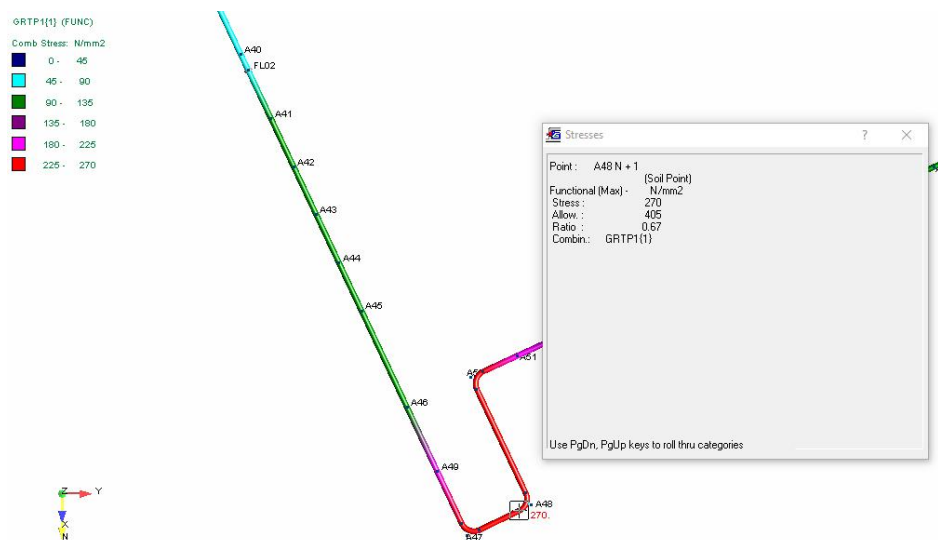 GRTP1{1} (FUNC)
Comb Stress: N/mm2
0 - 45
45 - 90
90 - 135
135 - 180
180 - 225
225 - 270
A40
FL02
A41
A42
A43
A44
A45
A46
A49
A47
A48
270.
A51
Z
Y
X
N
Stresses
? ×
Point : A48 N + 1
(Soil Point)
Functional (Max) - N/mm2
Stress : 270
Allow. : 405
Ratio : 0.67
Combin.: GRTP1{1}
Use PgDn, PgUp keys to roll thru categories